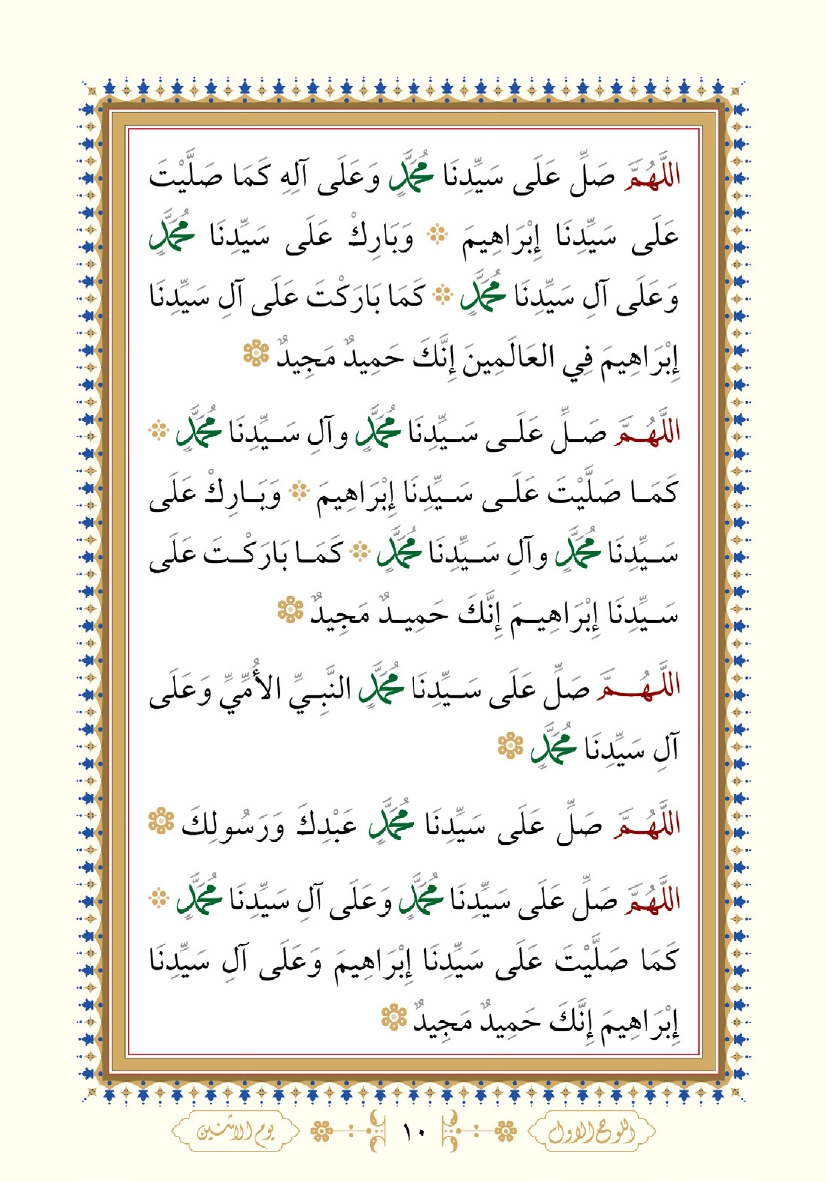 اللَّهُمَّ صَلِّ عَلَى سَيِّدِنَا مُحَمَّدٍ وَعَلَى آلِهِ كَمَا صَلَّيْتَ
عَلَى سَيِّدِنَا إِبْرَاهِيمَ وَبَارِكْ عَلَى سَيِّدِنَا مُحَمَّدٍ
وَعَلَى آلِ سَيِّدِنَا مُحَمَّدٍ كَمَا بَارَكْتَ عَلَى آلِ سَيِّدِنَا
إِبْرَاهِيمَ فِي العَالَمِينَ إِنَّكَ حَمِيدٌ مَجِيدٌ
اللَّهُمَّ صَلِّ عَلَى سَيِّدِنَا مُحَمَّدٍ وآلِ سَيِّدِنَا مُحَمَّدٍ
كَمَا صَلَّيْتَ عَلَى سَيِّدِنَا إِبْرَاهِيمَ وَبَارِكْ عَلَى
سَيِّدِنَا مُحَمَّدٍ وآلِ سَيِّدِنَا مُحَمَّدٍ كَمَا بَارَكْتَ عَلَى
سَيِّدِنَا إِبْرَاهِيمَ إِنَّكَ حَمِيدٌ مَجِيدٌ
اللَّهُمَّ صَلِّ عَلَى سَيِّدِنَا مُحَمَّدٍ النَّبِيِّ الأُمِّيِّ وَعَلَى
آلِ سَيِّدِنَا مُحَمَّدٍ
اللَّهُمَّ صَلِّ عَلَى سَيِّدِنَا مُحَمَّدٍ عَبْدِكَ وَرَسُولِكَ
اللَّهُمَّ صَلِّ عَلَى سَيِّدِنَا مُحَمَّدٍ وَعَلَى آلِ سَيِّدِنَا مُحَمَّدٍ
كَمَا صَلَّيْتَ عَلَى سَيِّدِنَا إِبْرَاهِيمَ وَعَلَى آلِ سَيِّدِنَا
إِبْرَاهِيمَ إِنَّكَ حَمِيدٌ مَجِيدٌ
اللوح الاول ١٠ يوم الاثنين